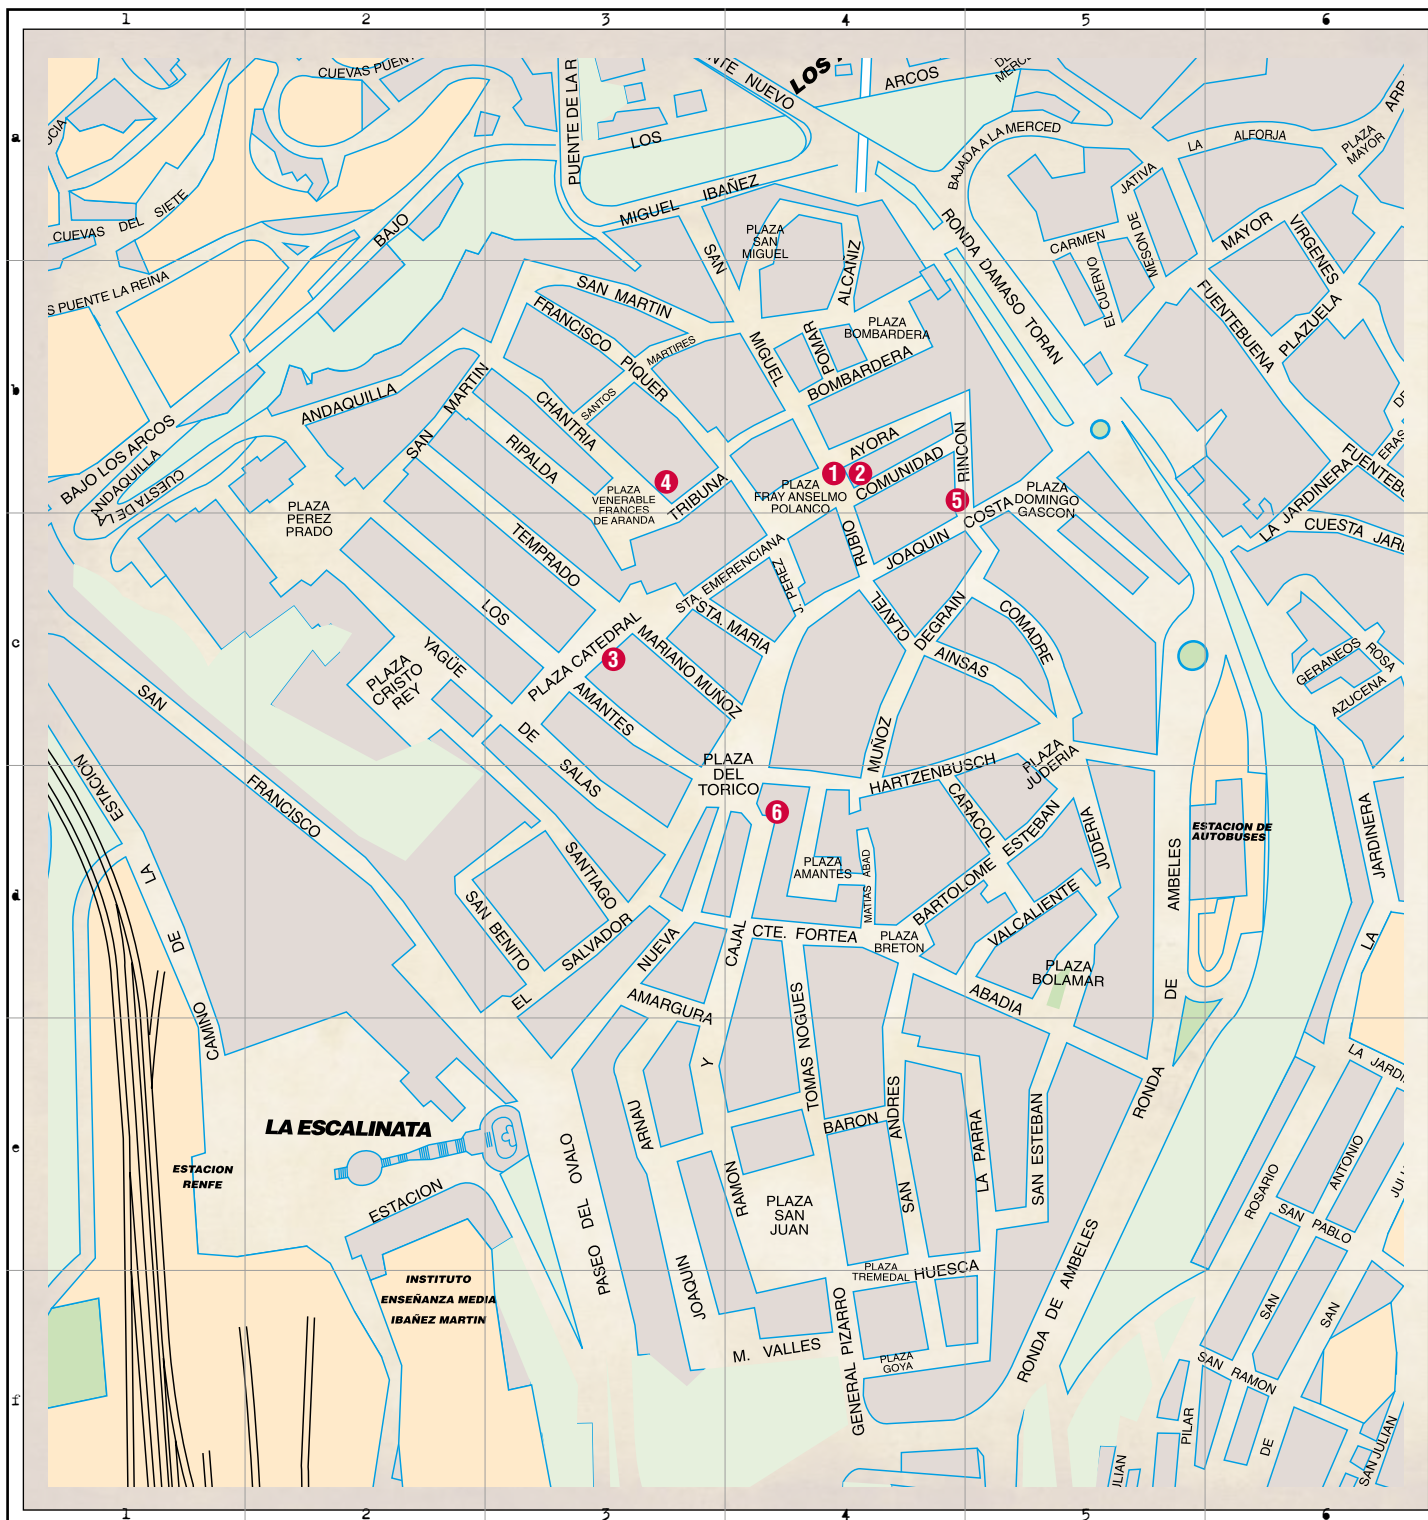 1 2 3 4 5 6
a
b
c
d
e
f
CUEVAS
NTE NUEVO
LOS
ARCOS
PUENTE DE LA R
LOS
MIGUEL IBAÑEZ
BAJADA A LA MERCED
LA ALFORJA
PLAZA
MAYOR
JATIVA
CUEVAS DEL SIETE
BAJO
PLAZA
SAN
MIGUEL
SAN
ALCAÑIZ
RONDA DAMASO TORAN
CARMEN
MESON DE
EL CUERVO
MAYOR
VIRGENES
S PUENTE LA REINA
SAN MARTIN
FRANCISCO PIQUER
MARTIRES
SANTOS
MIGUEL
POMAR
PLAZA
BOMBARDERA
BOMBARDERA
FUENTEBUENA
PLAZUELA
ANDAQUILLA
SAN MARTIN
CHANTRIA
RIPALDA
AYORA
COMUNIDAD
RINCON
BAJO LOS ARCOS
ANDAQUILLA
CUESTA DE LA
PLAZA
PEREZ
PRADO
4
PLAZA
VENERABLE
FRANCES
DE ARANDA
TRIBUNA
1
2
PLAZA
FRAY ANSELMO
POLANCO
5
PLAZA
DOMINGO
GASCON
ERAS
LA JARDINERA
CUESTA
TEMPRADO
STA. EMERENCIANA
J. PEREZ
RUBIO
JOAQUIN COSTA
LOS
YAGÜE
DE
SALAS
PLAZA CATEDRAL
STA. MARIA
MARIANO MUÑOZ
AMANTES
3
CLAVEL
MUÑOZ
DEGRAIN
AINSAS
COMADRE
PLAZA
CRISTO
REY
GERANEOS
ROSA
AZUCENA
SAN
FRANCISCO
ESTACION
LA
DE
CAMINO
PLAZA
DEL
TORICO
6
HARTZENBUSCH
PLAZA
JUDERIA
CARACOL
BARTOLOME ESTEBAN
JUDERIA
VALCALIENTE
ESTACION DE
AUTOBUSES
JARDINERA
LA
SANTIAGO
SAN BENITO
EL SALVADOR
NUEVA
PLAZA
AMANTES
MATIAS ABAD
CTE. FORTEA
PLAZA
BRETON
PLAZA
BOLAMAR
AMBELES
DE
RONDA
CAJAL
Y
RAMON
AMARGURA
TOMAS NOGUES
ABADIA
ARNAU
JOAQUIN
BARON
ANDRES
SAN
LA PARRA
SAN ESTEBAN
LA ESCALINATA
ESTACION
RENFE
ESTACION
PASEO DEL OVALO
PLAZA
SAN
JUAN
ROSARIO
ANTONIO
SAN
SAN PABLO
SAN
PLAZA
TREMEDAL
HUESCA
RONDA DE AMBELES
INSTITUTO
ENSEÑANZA MEDIA
IBAÑEZ MARTIN
M. VALLES
GENERAL PIZARRO
PLAZA
GOYA
SAN RAMON
PILAR
DE
SAN JULIAN
1 2 3 4 5 6